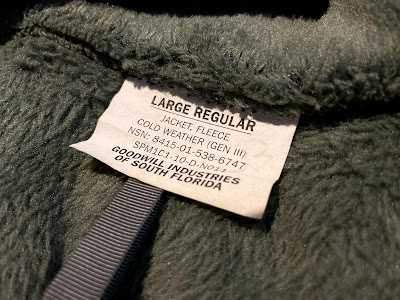 LARGE REGULAR
JACKET, FLEECE
COLD WEATHER (GEN III)
NSN: 8415-01-538-6747
SPM1C1-10-D-N011
GOODWILL INDUSTRIES
OF SOUTH FLORIDA